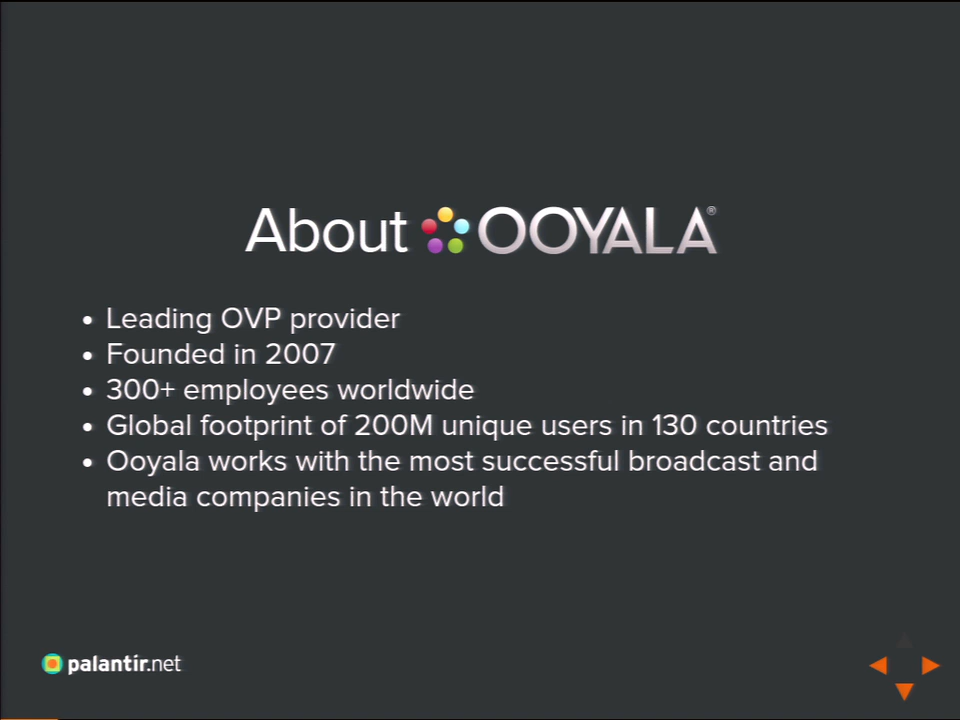 About OOYALA®
• Leading OVP provider
• Founded in 2007
• 300+ employees worldwide
• Global footprint of 200M unique users in 130 countries
• Ooyala works with the most successful broadcast and
media companies in the world
palantir.net